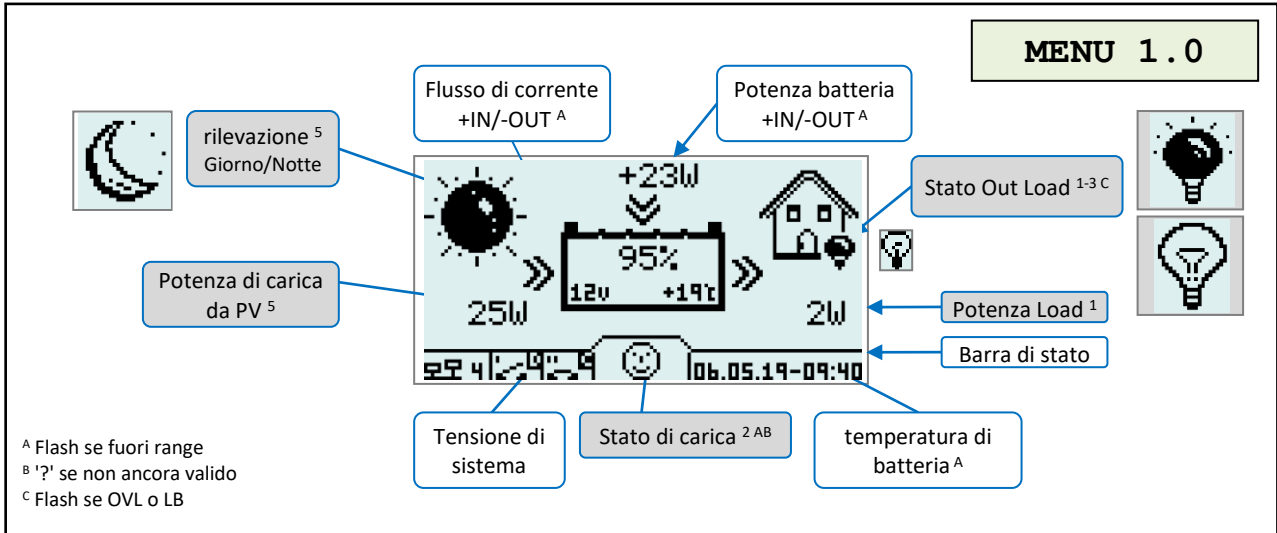 MENU 1.0
Flusso di corrente
+IN/-OUT A
Potenza batteria
+IN/-OUT A
rilevazione 5
Giorno/Notte
Stato Out Load 1-3 C
+23W
95%
12V +19℃
Potenza di carica
da PV 5
25W
2W
Potenza Load 1
Barra di stato
4
06.05.19-09:40
Tensione di
sistema
Stato di carica 2 AB
temperatura di
batteria A
A Flash se fuori range
B '?' se non ancora valido
C Flash se OVL o LB